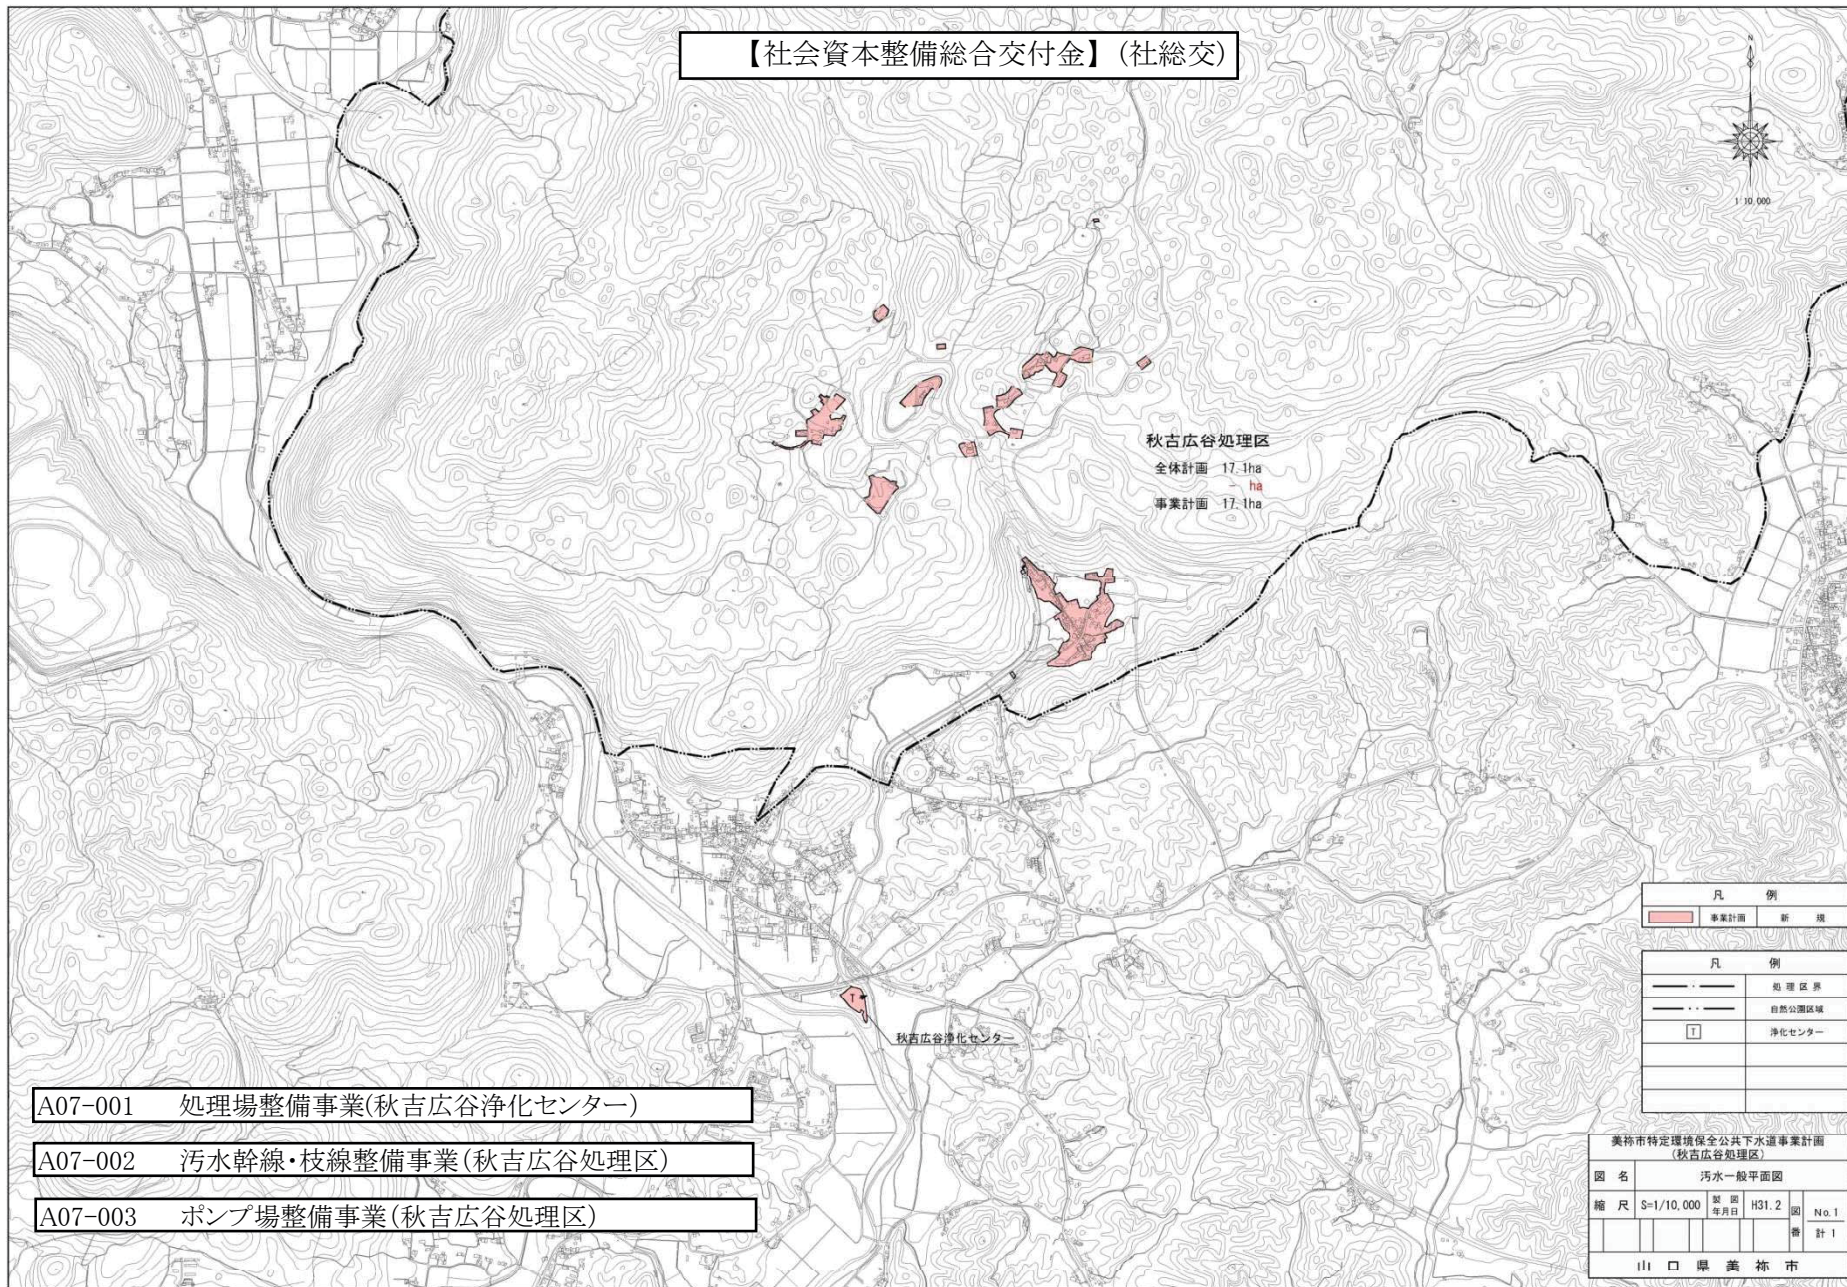 【社会資本整備総合交付金】(社総交)
N
1:10,000
秋吉広谷処理区
全体計画 17.1ha
- ha
事業計画 17.1ha
凡 例
事業計画 新 規
凡 例
処理区界
自然公園区域
T 浄化センター
T
秋吉広谷浄化センター
A07-001 処理場整備事業(秋吉広谷浄化センター)
A07-002 汚水幹線・枝線整備事業(秋吉広谷処理区)
A07-003 ポンプ場整備事業(秋吉広谷処理区)
美祢市特定環境保全公共下水道事業計画
(秋吉広谷処理区)
図 名 汚水一般平面図
縮 尺 S=1/10,000 製 図 年月日 H31.2 図 番 No.1
計 1
山 口 県 美 祢 市